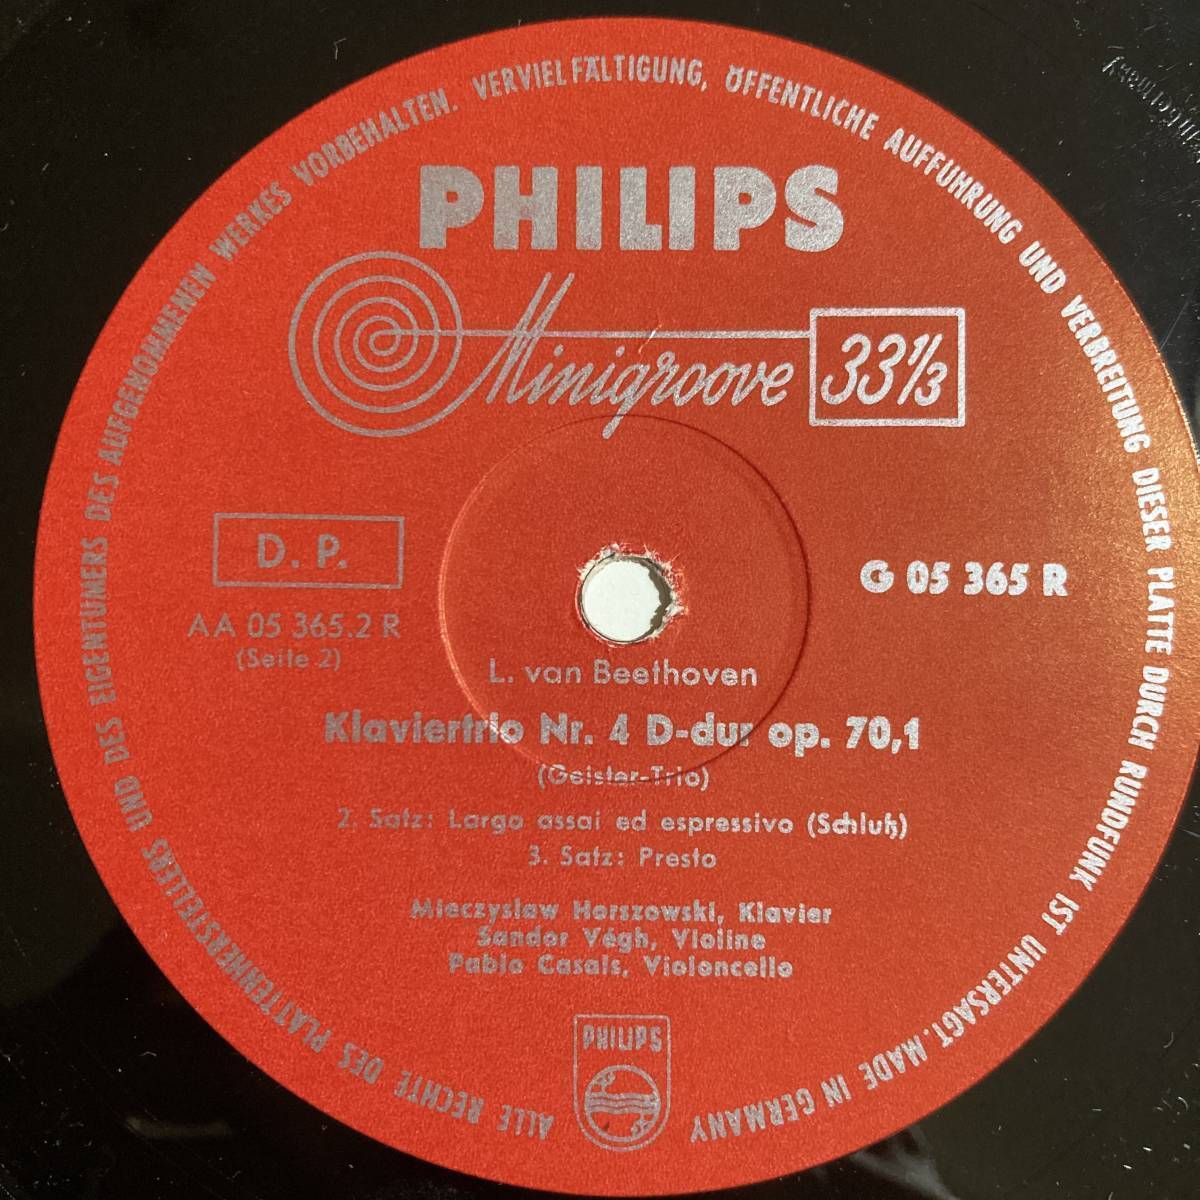 ALLE RECHTE DES PLATTENHERSTELLERS UND DES EIGENTÜMERS DES AUFGENOMMENEN WERKES VORBEHALTEN. VERVIELFÄLTIGUNG, ÖFFENTLICHE AUFFÜHRUNG UND VERBREITUNG DIESER PLATTE DURCH RUNDFUNK IST UNTERSAGT. MADE IN GERMANY
PHILIPS
Minigroove 33 1/3
D. P.
G 05 365 R
AA 05 365.2 R
(Seite 2)
L. van Beethoven
Klaviertrio Nr. 4 D-dur op. 70,1
(Geister-Trio)
2. Satz: Largo assai ed espressivo (Schluß)
3. Satz: Presto
Mieczyslaw Horszowski, Klavier
Sandor Végh, Violine
Pablo Casals, Violoncello
PHILIPS